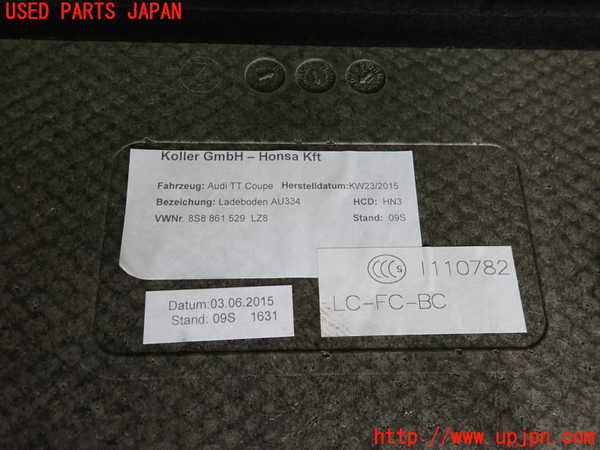 USED PARTS JAPAN
Koller GmbH – Honsa Kft
Fahrzeug: Audi TT Coupe Herstelldatum:KW23/2015
Bezeichung: Ladeboden AU334 HCD: HN3
VWNr. 8S8 861 529 LZ8 Stand: 09S
CCC S 1110782
LC-FC-BC
Datum:03.06.2015
Stand: 09S 1631
http://www.upjpn.com/